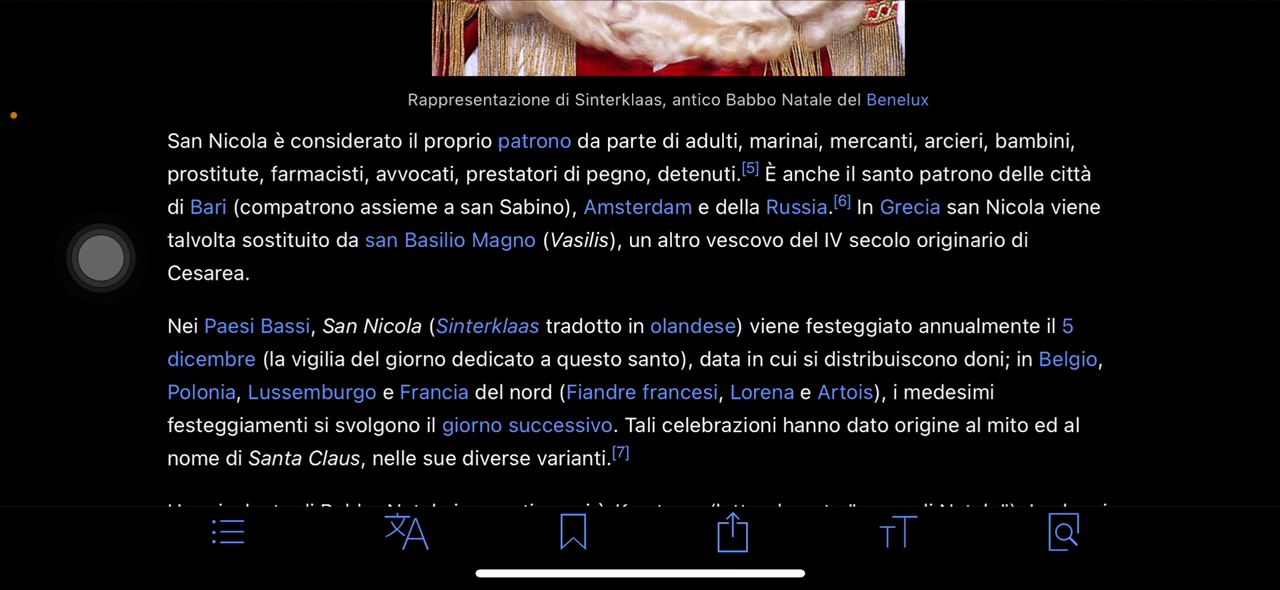 Rappresentazione di Sinterklaas, antico Babbo Natale del Benelux
San Nicola è considerato il proprio patrono da parte di adulti, marinai, mercanti, arcieri, bambini,
prostitute, farmacisti, avvocati, prestatori di pegno, detenuti.[5] È anche il santo patrono delle città
di Bari (compatrono assieme a san Sabino), Amsterdam e della Russia.[6] In Grecia san Nicola viene
talvolta sostituito da san Basilio Magno (Vasilis), un altro vescovo del IV secolo originario di
Cesarea.
Nei Paesi Bassi, San Nicola (Sinterklaas tradotto in olandese) viene festeggiato annualmente il 5
dicembre (la vigilia del giorno dedicato a questo santo), data in cui si distribuiscono doni; in Belgio,
Polonia, Lussemburgo e Francia del nord (Fiandre francesi, Lorena e Artois), i medesimi
festeggiamenti si svolgono il giorno successivo. Tali celebrazioni hanno dato origine al mito ed al
nome di Santa Claus, nelle sue diverse varianti.[7]